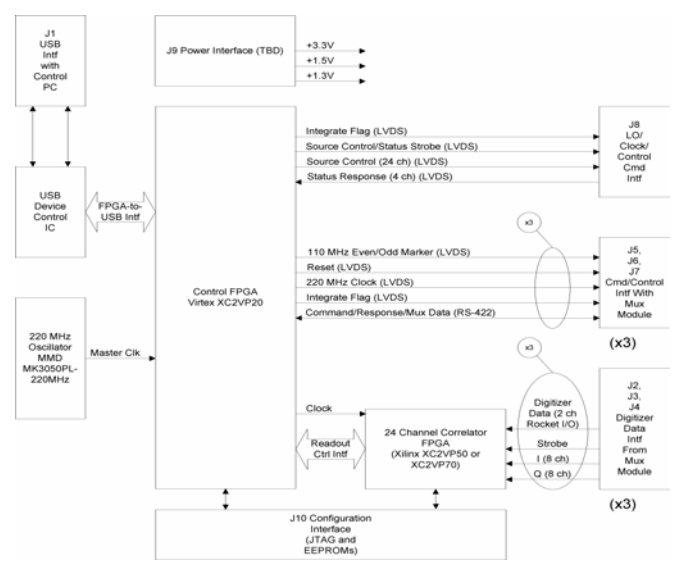 J1
USB
Intf
with
Control
PC
J9 Power Interface (TBD)
+3.3V
+1.5V
+1.3V
USB
Device
Control
IC
FPGA-to-
USB Intf
220 MHz
Oscillator
MMD
MK3050PL-
220MHz
Master Clk
Control FPGA
Virtex XC2VP20
Integrate Flag (LVDS)
Source Control/Status Strobe (LVDS)
Source Control (24 ch) (LVDS)
Status Response (4 ch) (LVDS)
J8
LO/
Clock/
Control
Cmd
Intf
x3
110 MHz Even/Odd Marker (LVDS)
Reset (LVDS)
220 MHz Clock (LVDS)
Integrate Flag (LVDS)
Command/Response/Mux Data (RS-422)
J5,
J6,
J7
Cmd/Control
Intf With
Mux
Module
(x3)
x3
Clock
Readout
Ctrl Intf
24 Channel Correlator
FPGA
(Xilinx XC2VP50 or
XC2VP70)
Digitizer
Data (2 ch
Rocket I/O)
Strobe
I (8 ch)
Q (8 ch)
J2,
J3,
J4
Digitizer
Data
Intf
From
Mux
Module
(x3)
J10 Configuration
Interface
(JTAG and
EEPROMs)